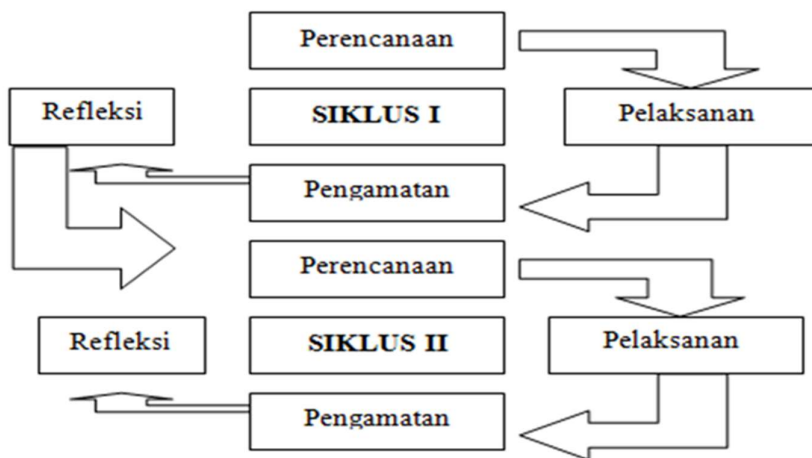 Perencanaan
Refleksi
SIKLUS I
Pelaksanan
Pengamatan
Perencanaan
Refleksi
SIKLUS II
Pelaksanan
Pengamatan